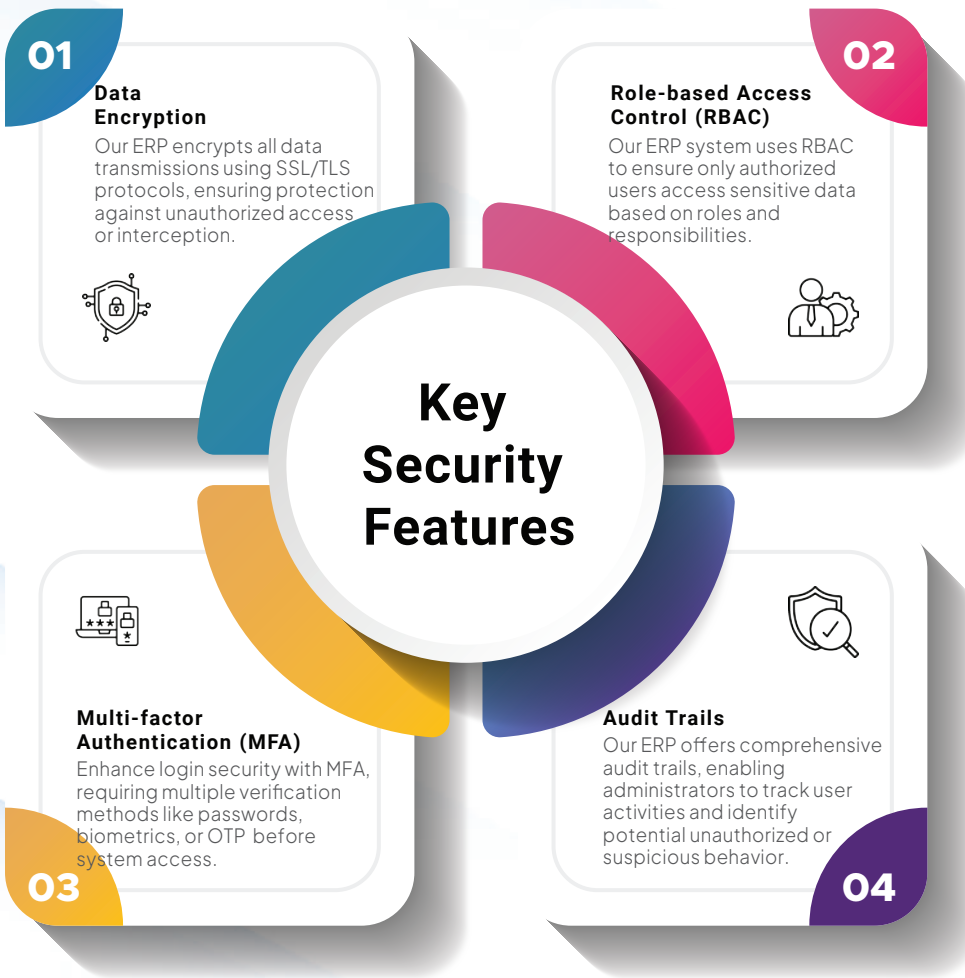 01
Data
Encryption
Our ERP encrypts all data
transmissions using SSL/TLS
protocols, ensuring protection
against unauthorized access
or interception.
02
Role-based Access
Control (RBAC)
Our ERP system uses RBAC
to ensure only authorized
users access sensitive data
based on roles and
responsibilities.
Key
Security
Features
Multi-factor
Authentication (MFA)
Enhance login security with MFA,
requiring multiple verification
methods like passwords,
biometrics, or OTP before
system access.
03
Audit Trails
Our ERP offers comprehensive
audit trails, enabling
administrators to track user
activities and identify
potential unauthorized or
suspicious behavior.
04